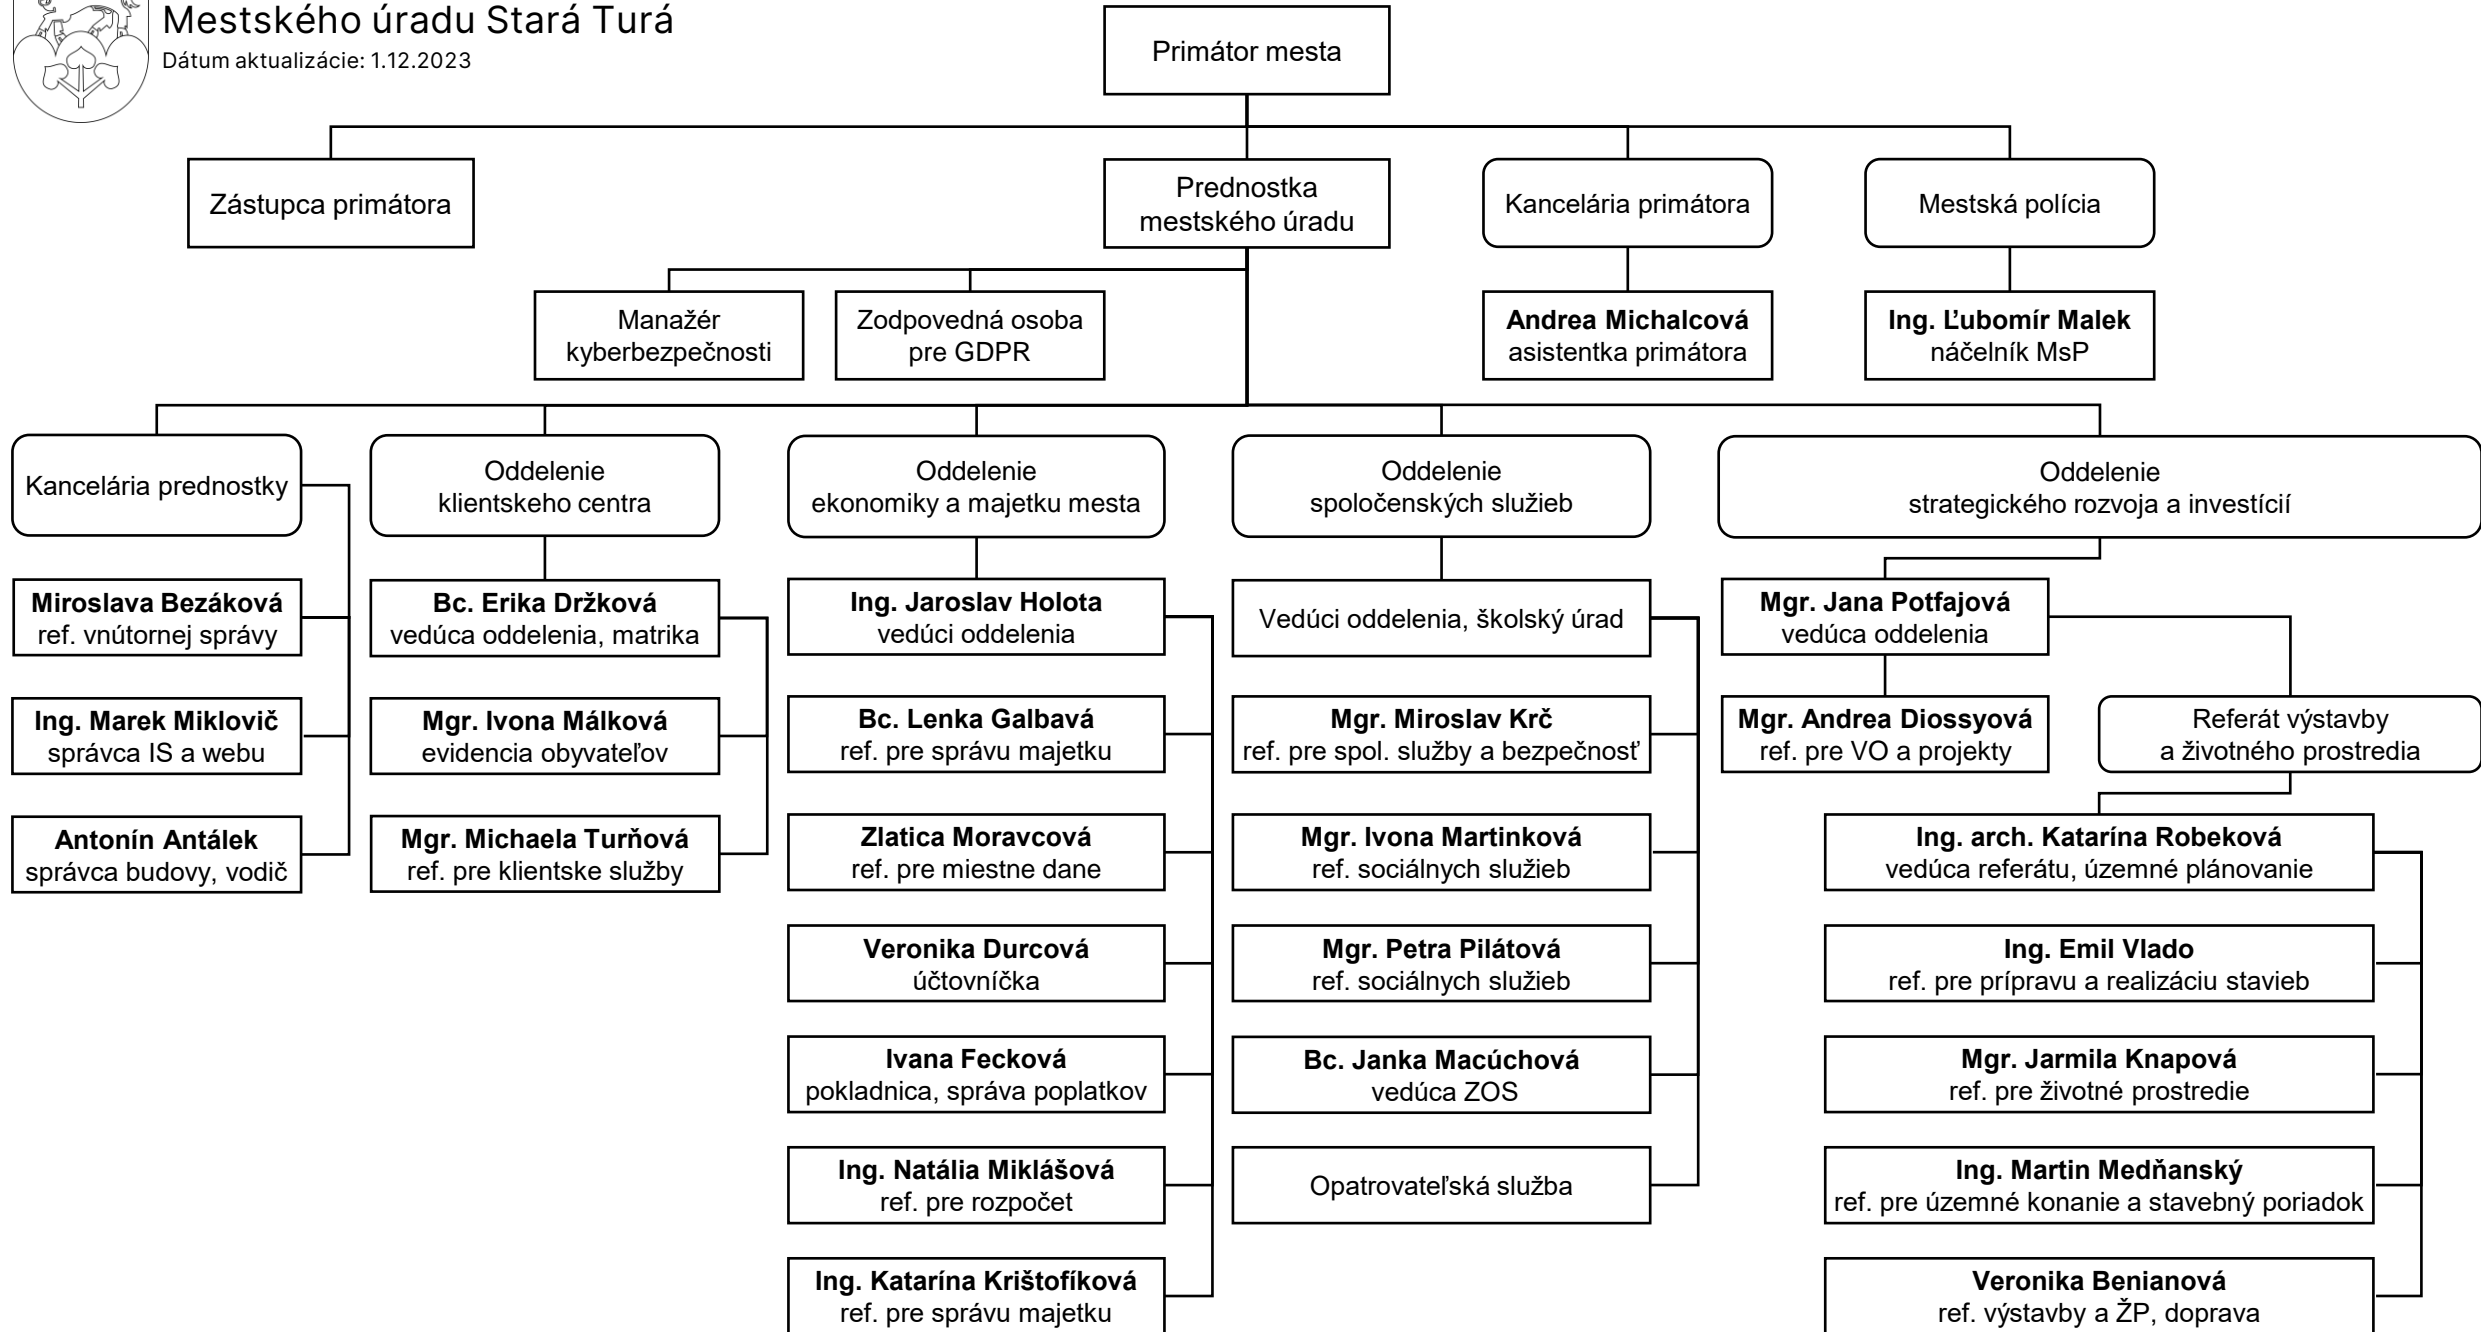 Mestského úradu Stará Turá
Dátum aktualizácie: 1.12.2023
Primátor mesta
Zástupca primátora
Prednostka
mestského úradu
Kancelária primátora
Mestská polícia
Manažér
kyberbezpečnosti
Zodpovedná osoba
pre GDPR
Andrea Michalcová
asistentka primátora
Ing. Ľubomír Malek
náčelník MsP
Kancelária prednostky
Miroslava Bezáková
ref. vnútornej správy
Ing. Marek Miklovič
správca IS a webu
Antonín Antálek
správca budovy, vodič
Oddelenie
klientskeho centra
Bc. Erika Držková
vedúca oddelenia, matrika
Mgr. Ivona Málková
evidencia obyvateľov
Mgr. Michaela Turňová
ref. pre klientske služby
Oddelenie
ekonomiky a majetku mesta
Ing. Jaroslav Holota
vedúci oddelenia
Bc. Lenka Galbavá
ref. pre správu majetku
Zlatica Moravcová
ref. pre miestne dane
Veronika Durcová
účtovníčka
Ivana Fecková
pokladnica, správa poplatkov
Ing. Natália Miklášová
ref. pre rozpočet
Ing. Katarína Krištofíková
ref. pre správu majetku
Oddelenie
spoločenských služieb
Vedúci oddelenia, školský úrad
Mgr. Miroslav Krč
ref. pre spol. služby a bezpečnosť
Mgr. Ivona Martinková
ref. sociálnych služieb
Mgr. Petra Pilátová
ref. sociálnych služieb
Bc. Janka Macúchová
vedúca ZOS
Opatrovateľská služba
Oddelenie
strategického rozvoja a investícií
Mgr. Jana Potfajová
vedúca oddelenia
Mgr. Andrea Diossyová
ref. pre VO a projekty
Referát výstavby
a životného prostredia
Ing. arch. Katarína Robeková
vedúca referátu, územné plánovanie
Ing. Emil Vlado
ref. pre prípravu a realizáciu stavieb
Mgr. Jarmila Knapová
ref. pre životné prostredie
Ing. Martin Medňanský
ref. pre územné konanie a stavebný poriadok
Veronika Benianová
ref. výstavby a ŽP, doprava